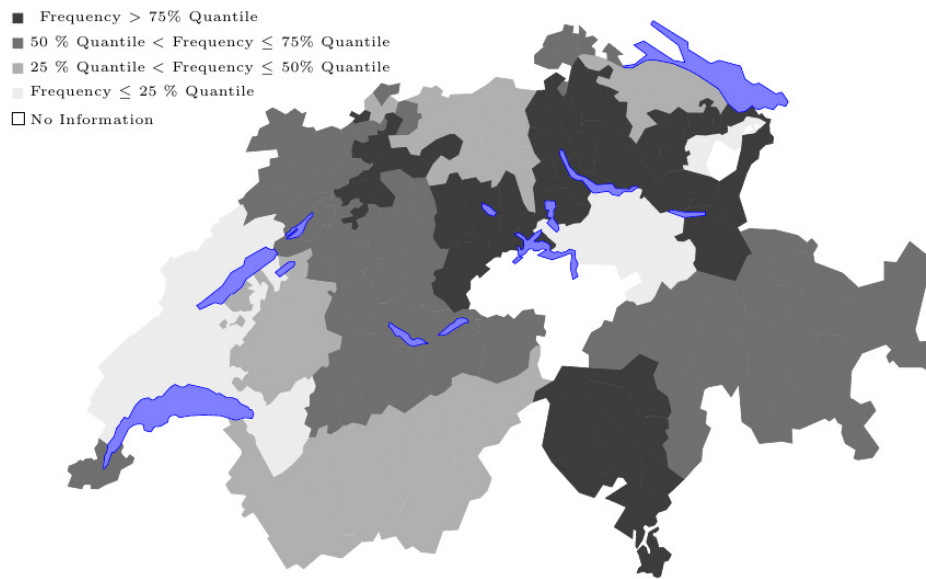 Frequency > 75% Quantile
50 % Quantile < Frequency ≤ 75% Quantile
25 % Quantile < Frequency ≤ 50% Quantile
Frequency ≤ 25 % Quantile
No Information